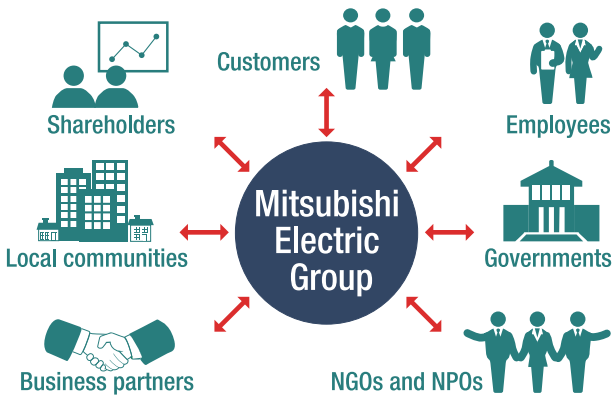 Customers
Shareholders
Employees
Mitsubishi
Electric
Group
Local communities
Governments
Business partners
NGOs and NPOs